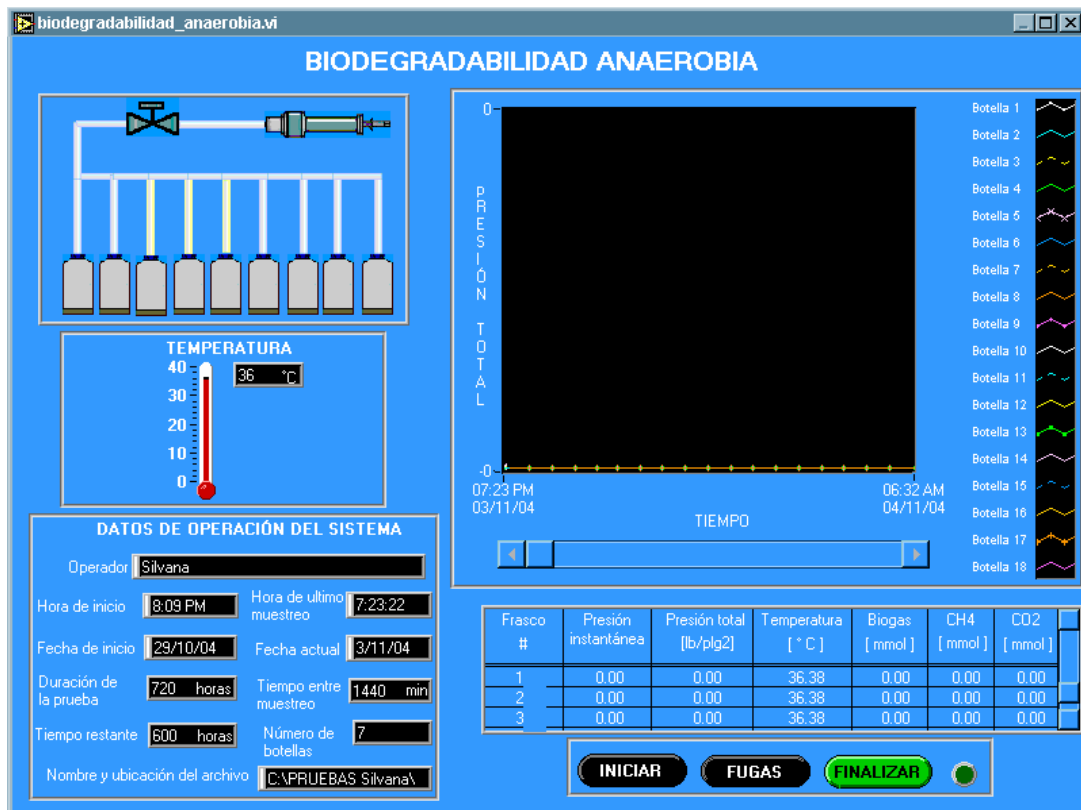 biodegradabilidad_anaerobia.vi
BIODEGRADABILIDAD ANAEROBIA
TEMPERATURA
40
30
20
10
0
36 °C
DATOS DE OPERACIÓN DEL SISTEMA
Operador Silvana
Hora de inicio 8:09 PM
Hora de ultimo
muestreo 7:23:22
Fecha de inicio 29/10/04
Fecha actual 3/11/04
Duración de
la prueba 720 horas
Tiempo entre
muestreo 1440 min
Tiempo restante 600 horas
Número de
botellas 7
Nombre y ubicación del archivo C:\PRUEBAS Silvana\
0
PRESIÓN TOTAL
-0
07:23 PM
03/11/04
06:32 AM
04/11/04
TIEMPO
Botella 1
Botella 2
Botella 3
Botella 4
Botella 5
Botella 6
Botella 7
Botella 8
Botella 9
Botella 10
Botella 11
Botella 12
Botella 13
Botella 14
Botella 15
Botella 16
Botella 17
Botella 18
Frasco Presión Presión total Temperatura Biogas CH4 CO2
# instantánea [lb/plg2] [ °C ] [ mmol ] [ mmol ] [ mmol ]
1 0.00 0.00 36.38 0.00 0.00 0.00
2 0.00 0.00 36.38 0.00 0.00 0.00
3 0.00 0.00 36.38 0.00 0.00 0.00
INICIAR FUGAS FINALIZAR